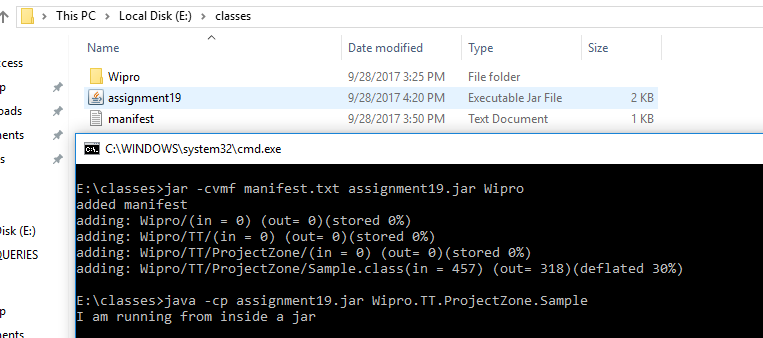 This PC > Local Disk (E:) > classes
Name Date modified Type Size
ccess
Wipro 9/28/2017 3:25 PM File folder
p
assignment19 9/28/2017 4:20 PM Executable Jar File 2 KB
oads
manifest 9/28/2017 3:50 PM Text Document 1 KB
ents
s
C:\WINDOWS\system32\cmd.exe
E:\classes>jar -cvmf manifest.txt assignment19.jar Wipro
added manifest
adding: Wipro/(in = 0) (out= 0)(stored 0%)
isk (E:)
adding: Wipro/TT/(in = 0) (out= 0)(stored 0%)
QUERIES
adding: Wipro/TT/ProjectZone/(in = 0) (out= 0)(stored 0%)
adding: Wipro/TT/ProjectZone/Sample.class(in = 457) (out= 318)(deflated 30%)
E:\classes>java -cp assignment19.jar Wipro.TT.ProjectZone.Sample
p
I am running from inside a jar
ents